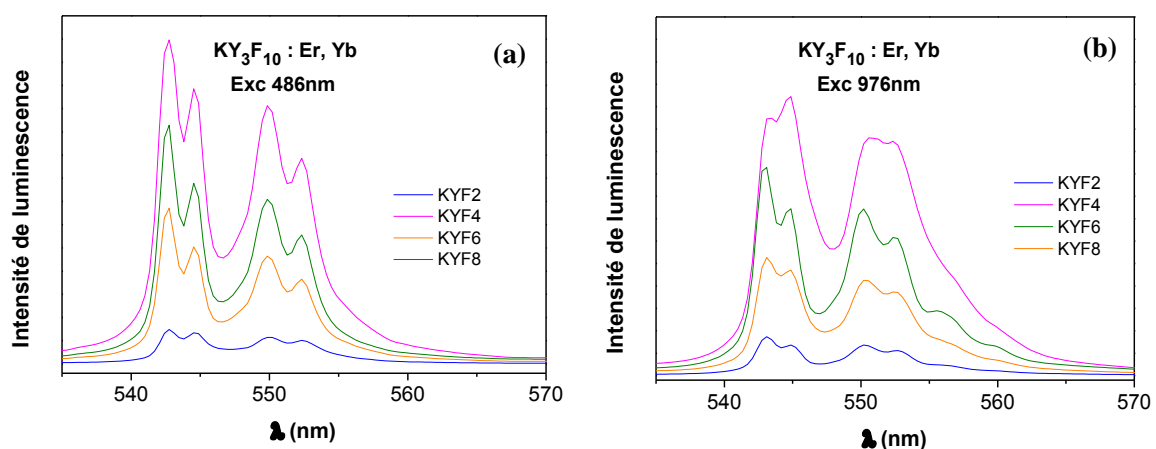 KY₃F₁₀ : Er, Yb
Exc 486nm
(a)
Intensité de luminescence
KYF2
KYF4
KYF6
KYF8
540 550 560 570
λ (nm)
KY₃F₁₀ : Er, Yb
Exc 976nm
(b)
Intensité de luminescence
KYF2
KYF4
KYF6
KYF8
540 550 560 570
λ (nm)